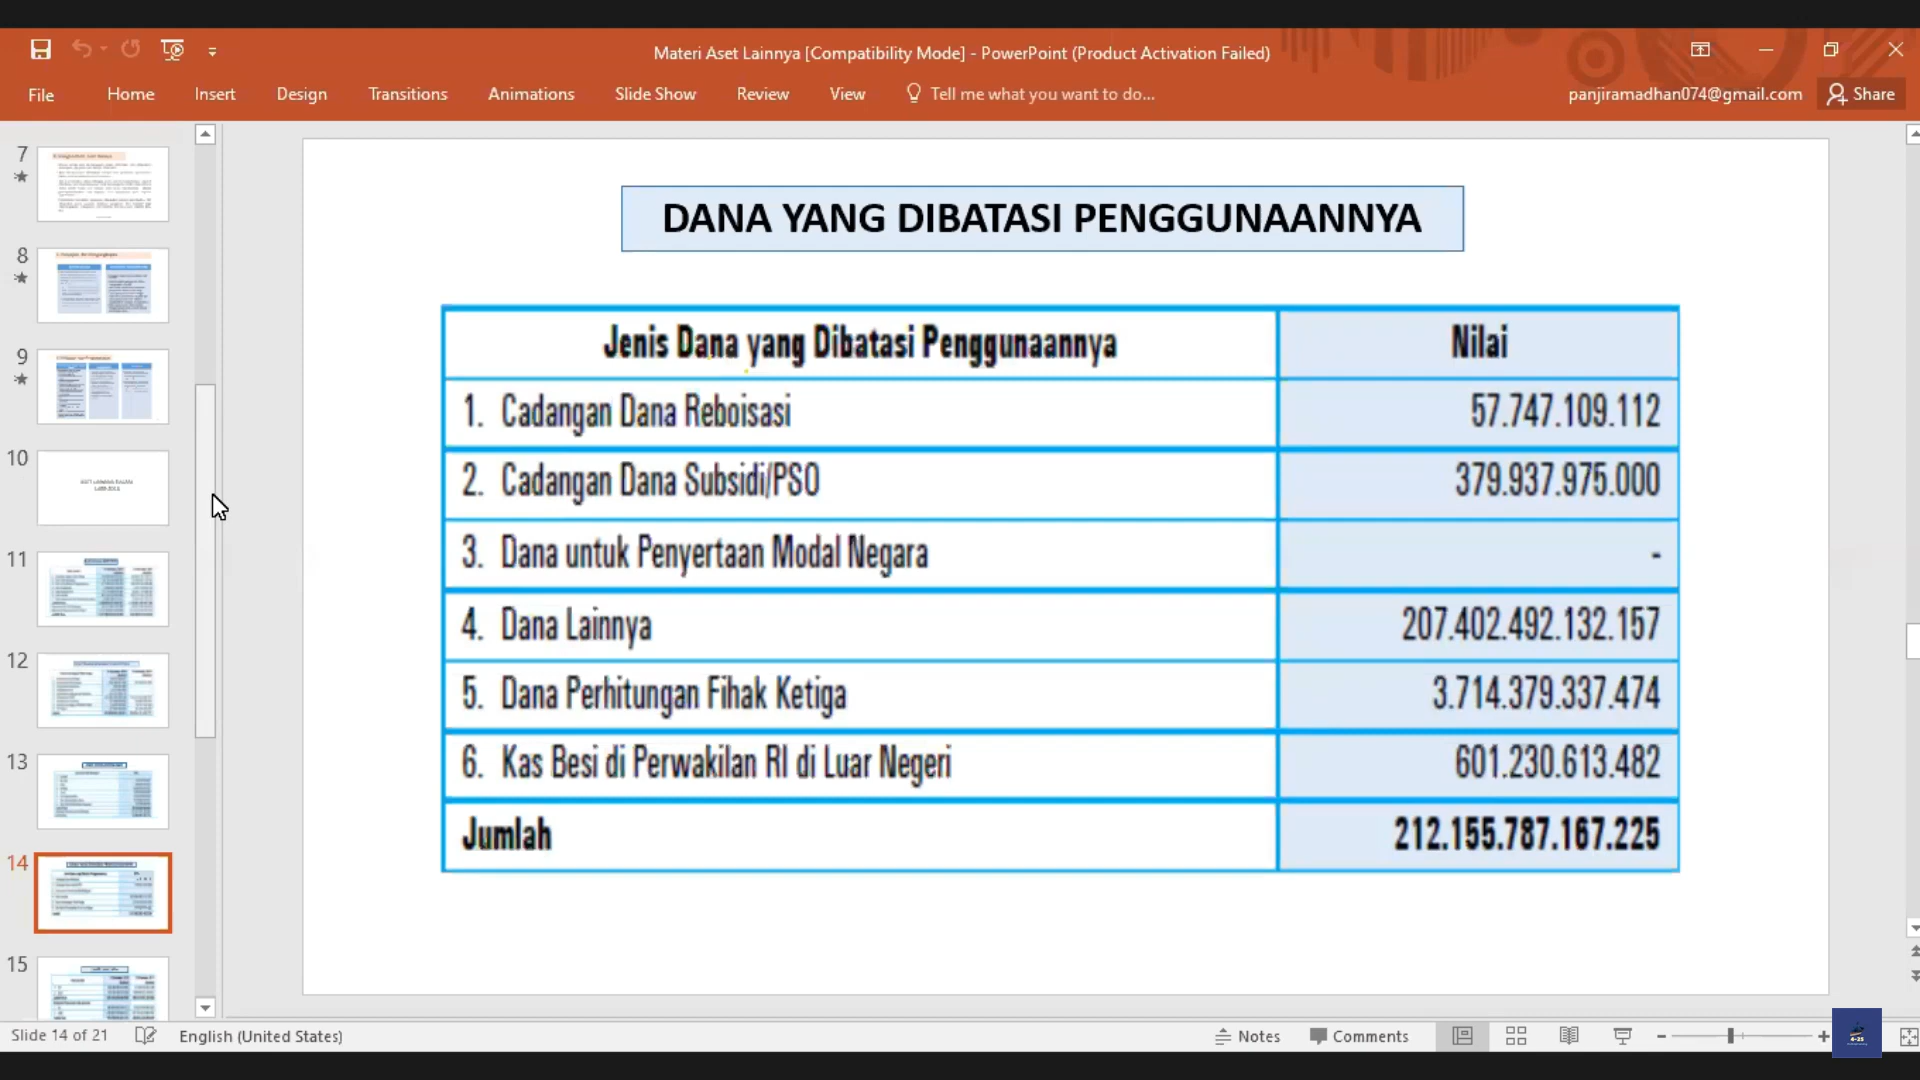 Materi Aset Lainnya [Compatibility Mode] - PowerPoint (Product Activation Failed)
File Home Insert Design Transitions Animations Slide Show Review View Tell me what you want to do... panjiramadhan074@gmail.com Share
7
8
9
10
11
12
13
14
15
DANA YANG DIBATASI PENGGUNAANNYA
Jenis Dana yang Dibatasi Penggunaannya Nilai
1. Cadangan Dana Reboisasi 57.747.109.112
2. Cadangan Dana Subsidi/PSO 379.937.975.000
3. Dana untuk Penyertaan Modal Negara -
4. Dana Lainnya 207.402.492.132.157
5. Dana Perhitungan Fihak Ketiga 3.714.379.337.474
6. Kas Besi di Perwakilan RI di Luar Negeri 601.230.613.482
Jumlah 212.155.787.167.225
Slide 14 of 21 English (United States) Notes Comments
4-25